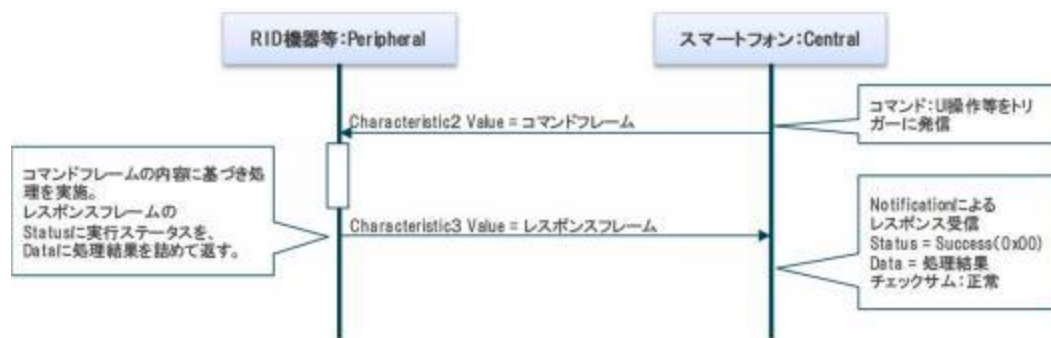 RID機器等:Peripheral
スマートフォン:Central
コマンド:UI操作等をトリ
ガーに発信
Characteristic2 Value = コマンドフレーム
コマンドフレームの内容に基づき処
理を実施。
レスポンスフレームの
Statusに実行ステータスを、
Dataに処理結果を詰めて返す。
Characteristic3 Value = レスポンスフレーム
Notificationによる
レスポンス受信
Status = Success(0x00)
Data = 処理結果
チェックサム:正常